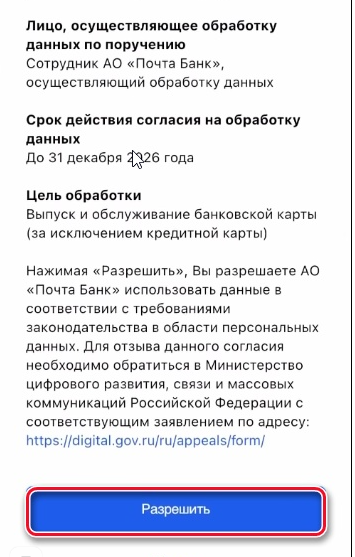 Лицо, осуществляющее обработку
данных по поручению
Сотрудник АО «Почта Банк»,
осуществляющий обработку данных
Срок действия согласия на обработку
данных
До 31 декабря 2026 года
Цель обработки
Выпуск и обслуживание банковской карты
(за исключением кредитной карты)
Нажимая «Разрешить», Вы разрешаете АО
«Почта Банк» использовать данные в
соответствии с требованиями
законодательства в области персональных
данных. Для отзыва данного согласия
необходимо обратиться в Министерство
цифрового развития, связи и массовых
коммуникаций Российской Федерации с
соответствующим заявлением по адресу:
https://digital.gov.ru/ru/appeals/form/
Разрешить